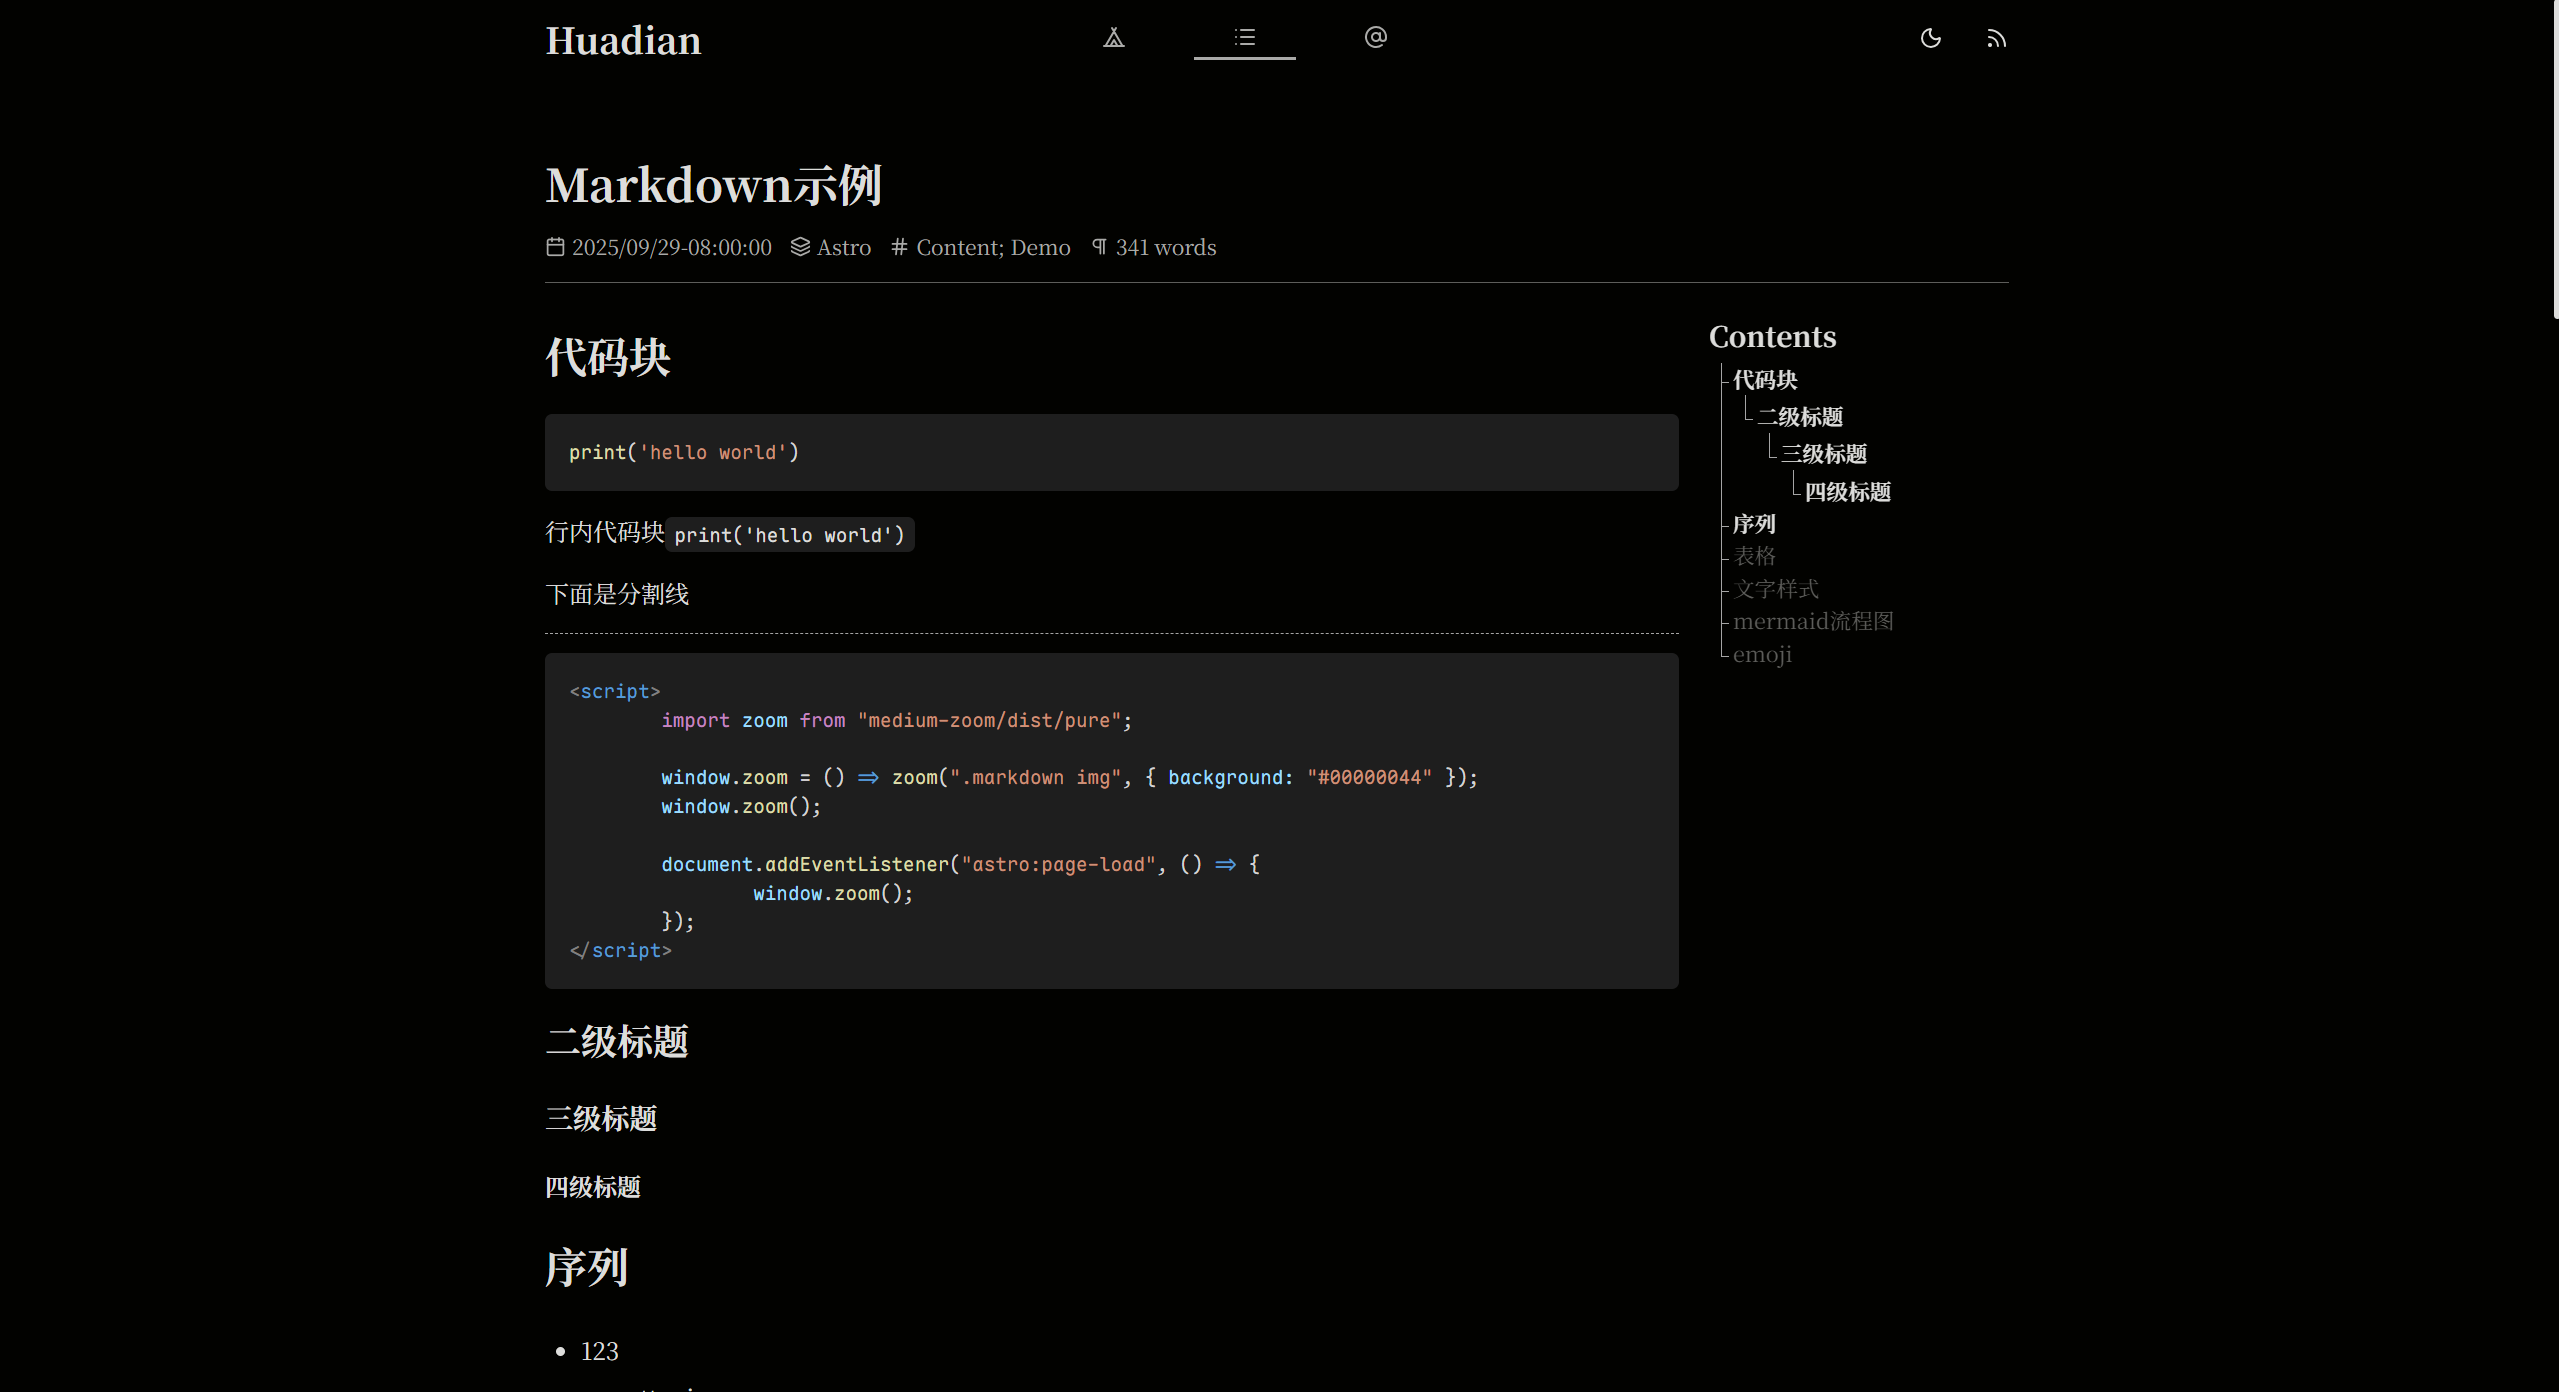 Huadian
Markdown示例
2025/09/29-08:00:00 Astro # Content; Demo ¶ 341 words
代码块
print('hello world')
行内代码块 print('hello world')
下面是分割线
<script>
        import zoom from "medium-zoom/dist/pure";
        window.zoom = () => zoom(".markdown img", { background: "#00000044" });
        window.zoom();
        document.addEventListener("astro:page-load", () => {
                window.zoom();
        });
</script>
二级标题
三级标题
四级标题
序列
• 123
Contents
代码块
二级标题
三级标题
四级标题
序列
表格
文字样式
mermaid流程图
emoji